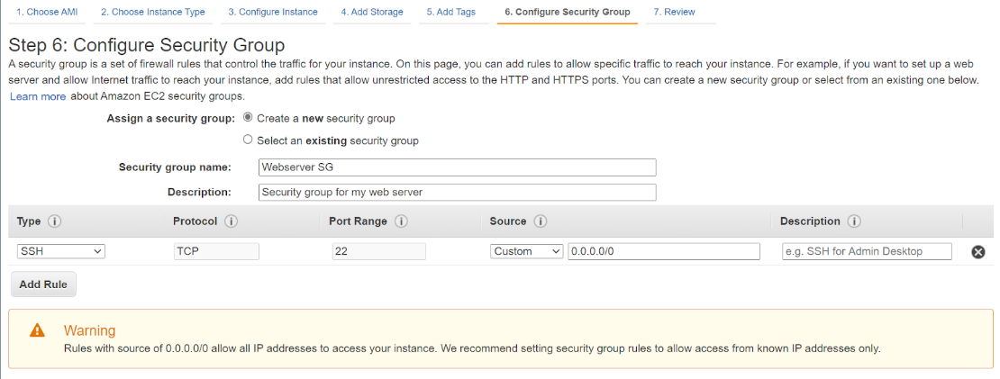 1. Choose AMI 2. Choose Instance Type 3. Configure Instance 4. Add Storage 5. Add Tags 6. Configure Security Group 7. Review
Step 6: Configure Security Group
A security group is a set of firewall rules that control the traffic for your instance. On this page, you can add rules to allow specific traffic to reach your instance. For example, if you want to set up a web
server and allow Internet traffic to reach your instance, add rules that allow unrestricted access to the HTTP and HTTPS ports. You can create a new security group or select from an existing one below.
Learn more about Amazon EC2 security groups.
Assign a security group: Create a new security group
Select an existing security group
Security group name: Webserver SG
Description: Security group for my web server
Type i Protocol i Port Range i Source i Description i
SSH TCP 22 Custom 0.0.0.0/0 e.g. SSH for Admin Desktop
Add Rule
Warning
Rules with source of 0.0.0.0/0 allow all IP addresses to access your instance. We recommend setting security group rules to allow access from known IP addresses only.